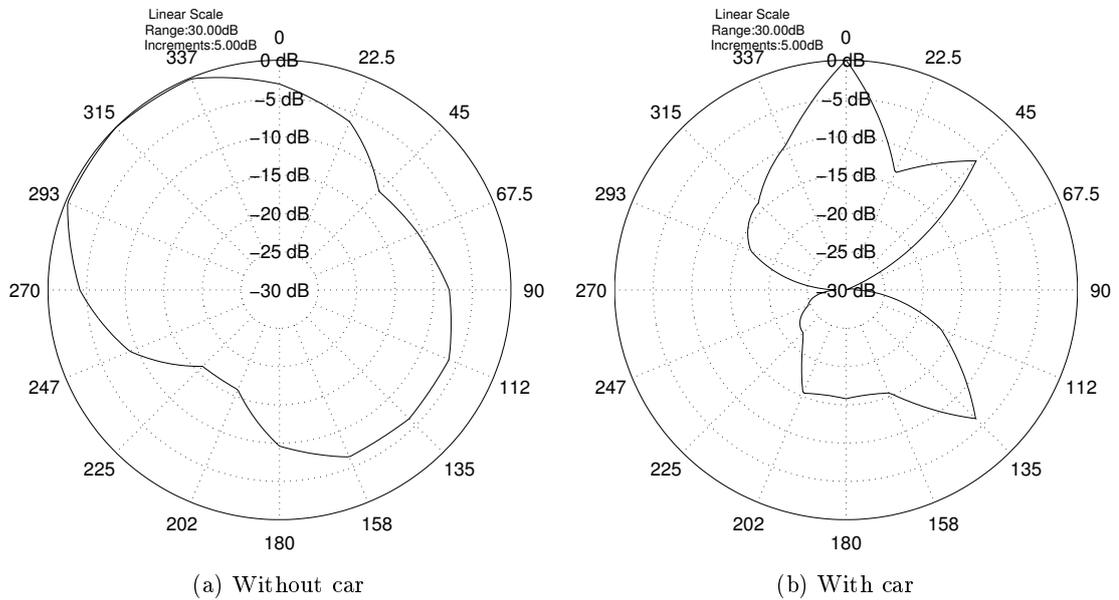 Linear Scale
Range:30.00dB
Increments:5.00dB
0
337
0 dB
22.5
315
−5 dB
45
−10 dB
293
−15 dB
67.5
−20 dB
−25 dB
270
−30 dB
90
247
112
225
135
202
158
180
(a) Without car
Linear Scale
Range:30.00dB
Increments:5.00dB
0
337
0 dB
22.5
315
−5 dB
45
−10 dB
293
−15 dB
67.5
−20 dB
−25 dB
270
−30 dB
90
247
112
225
135
202
158
180
(b) With car